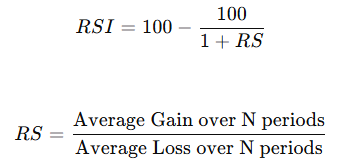 RSI = 100 − 100 / (1 + RS)
RS = Average Gain over N periods / Average Loss over N periods